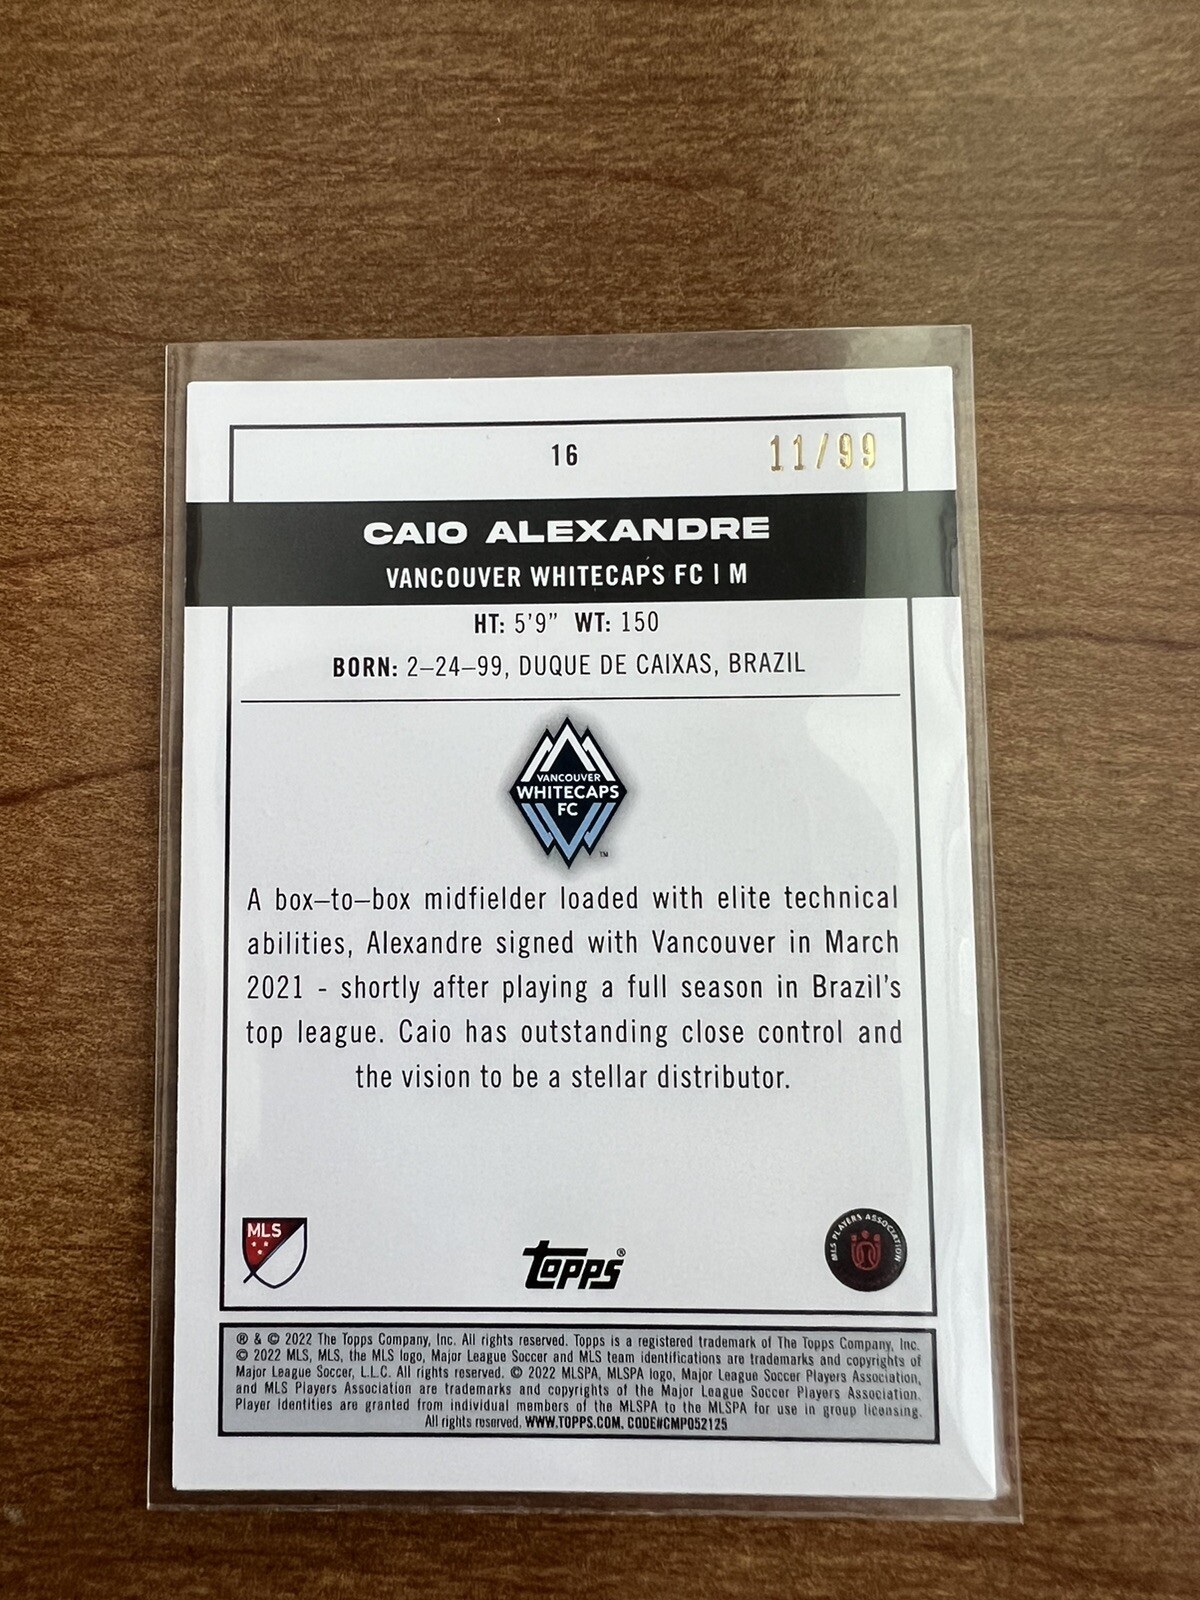 16
11/99
CAIO ALEXANDRE
VANCOUVER WHITECAPS FC | M
HT: 5'9" WT: 150
BORN: 2–24–99, DUQUE DE CAIXAS, BRAZIL
VANCOUVER
WHITECAPS
FC
TM
A box–to–box midfielder loaded with elite technical
abilities, Alexandre signed with Vancouver in March
2021 - shortly after playing a full season in Brazil's
top league. Caio has outstanding close control and
the vision to be a stellar distributor.
MLS
topps®
MLS PLAYERS ASSOCIATION
® & © 2022 The Topps Company, Inc. All rights reserved. Topps is a registered trademark of The Topps Company, Inc.
© 2022 MLS, MLS, the MLS logo, Major League Soccer and MLS team identifications are trademarks and copyrights of
Major League Soccer, L.L.C. All rights reserved. © 2022 MLSPA, MLSPA logo, Major League Soccer Players Association,
and MLS Players Association are trademarks and copyrights of the Major League Soccer Players Association.
Player Identities are granted from individual members of the MLSPA to the MLSPA for use in group licensing.
All rights reserved. WWW.TOPPS.COM. CODE#CMP052125